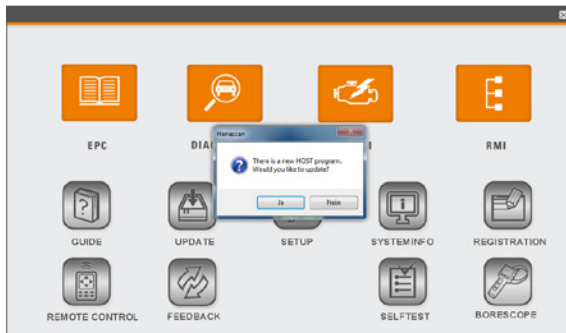 Hanascan
There is a new HOST program.
Would you like to update?
Ja
Nein
EPC
RMI
GUIDE
UPDATE
SETUP
SYSTEMINFO
REGISTRATION
REMOTE CONTROL
FEEDBACK
SELFTEST
BORESCOPE